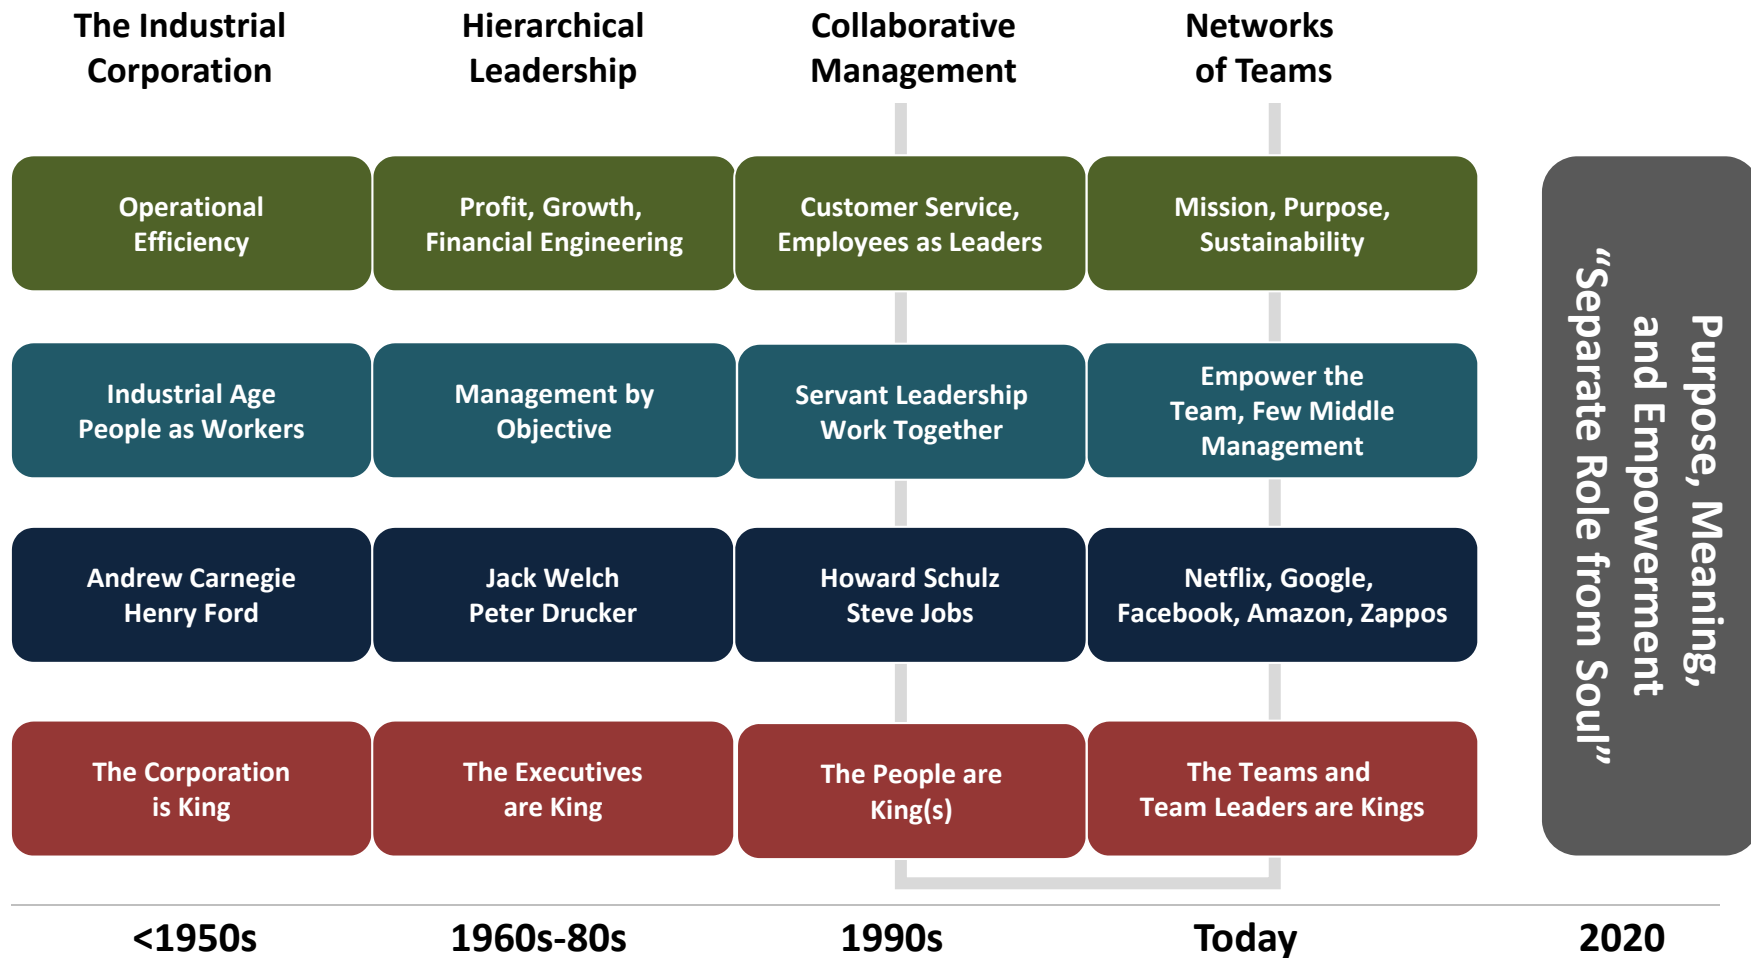 The Industrial
Corporation
Hierarchical
Leadership
Collaborative
Management
Networks
of Teams
Operational
Efficiency
Profit, Growth,
Financial Engineering
Customer Service,
Employees as Leaders
Mission, Purpose,
Sustainability
Industrial Age
People as Workers
Management by
Objective
Servant Leadership
Work Together
Empower the
Team, Few Middle
Management
Andrew Carnegie
Henry Ford
Jack Welch
Peter Drucker
Howard Schulz
Steve Jobs
Netflix, Google,
Facebook, Amazon, Zappos
The Corporation
is King
The Executives
are King
The People are
King(s)
The Teams and
Team Leaders are Kings
Purpose, Meaning,
and Empowerment
“Separate Role from Soul”
<1950s
1960s-80s
1990s
Today
2020